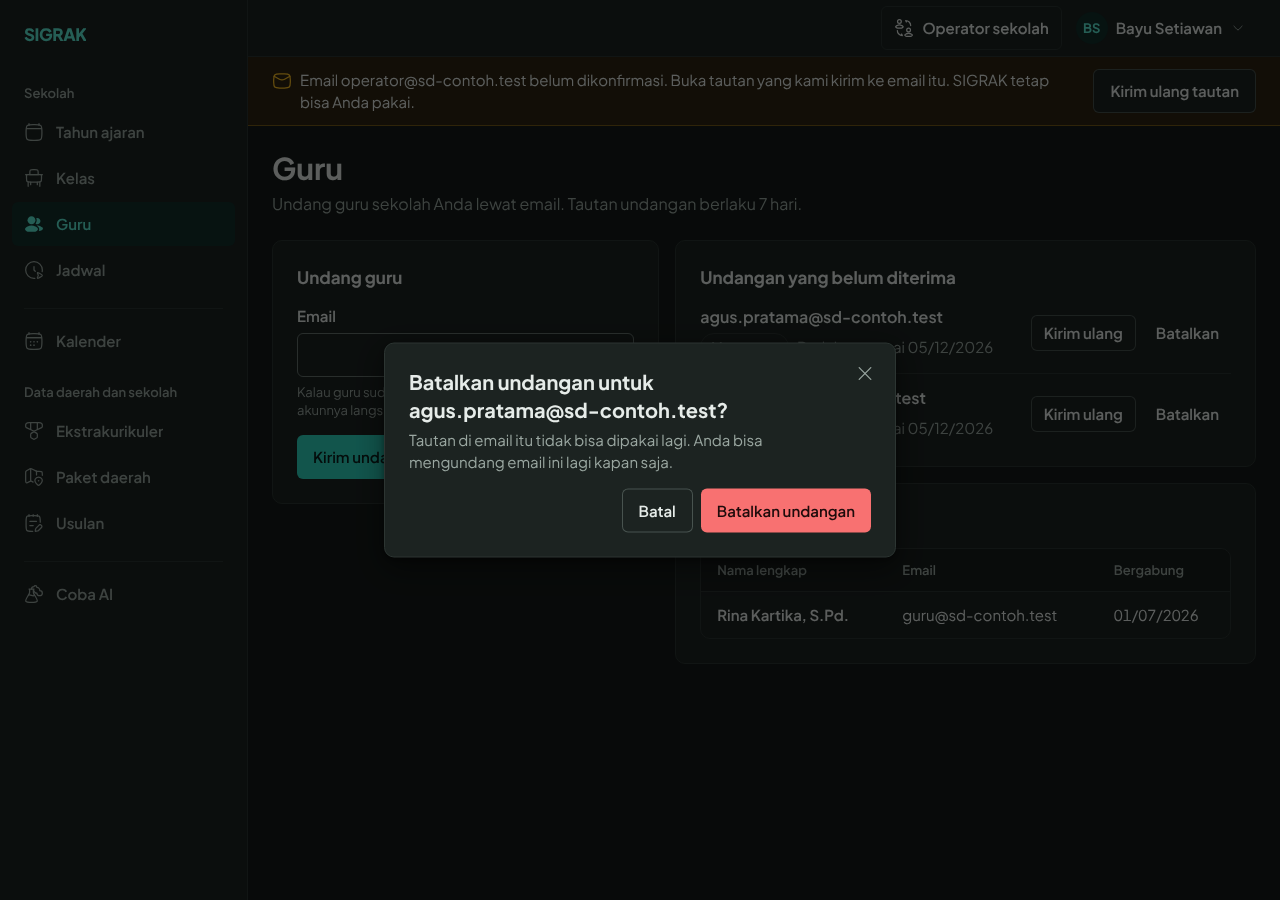 SIGRAK
Operator sekolah
BS
Bayu Setiawan
Sekolah
Tahun ajaran
Kelas
Guru
Jadwal
Kalender
Data daerah dan sekolah
Ekstrakurikuler
Paket daerah
Usulan
Coba AI
Email operator@sd-contoh.test belum dikonfirmasi. Buka tautan yang kami kirim ke email itu. SIGRAK tetap
bisa Anda pakai.
Kirim ulang tautan
Guru
Undang guru sekolah Anda lewat email. Tautan undangan berlaku 7 hari.
Undang guru
Email
Kalau guru
akunnya
Kirim
Undangan yang belum diterima
agus.pratama@sd-contoh.test
05/12/2026
Kirim ulang
Batalkan
05/12/2026
Kirim ulang
Batalkan
Batalkan undangan untuk
agus.pratama@sd-contoh.test?
Tautan di email itu tidak bisa dipakai lagi. Anda bisa
mengundang email ini lagi kapan saja.
Batal
Batalkan undangan
Nama lengkap
Email
Bergabung
Rina Kartika, S.Pd.
guru@sd-contoh.test
01/07/2026